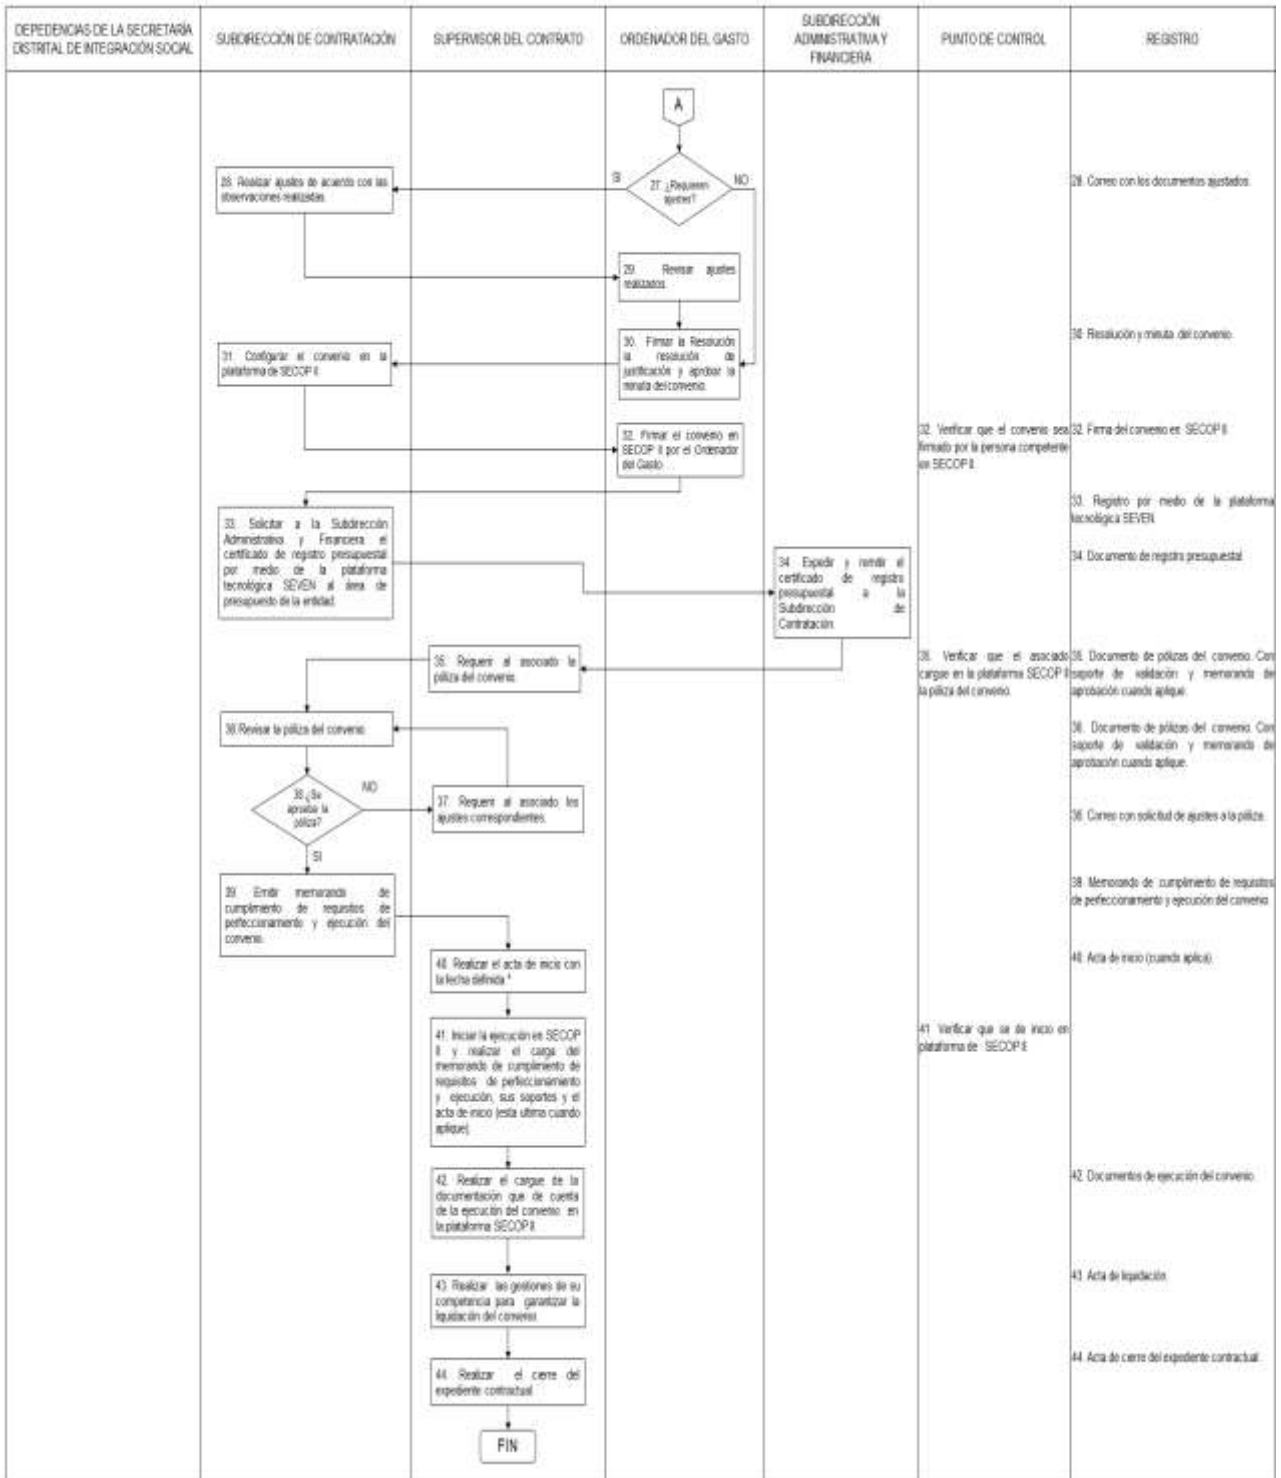 DEPEDENCIAS DE LA SECRETARÍA
DISTRITAL DE INTEGRACIÓN SOCIAL
SUBDIRECCIÓN DE CONTRATACIÓN
SUPERVISOR DEL CONTRATO
ORDENADOR DEL GASTO
SUBDIRECCIÓN
ADMINISTRATIVA Y
FINANCIERA
PUNTO DE CONTROL
REGISTRO
A
27. ¿Requieren
ajustes?
SI
NO
28. Realizar ajustes de acuerdo con las
observaciones realizadas.
28. Correo con los documentos ajustados.
29. Revisar ajustes
realizados.
30. Firmar la Resolución
la resolución de
justificación y aprobar la
minuta del convenio.
30. Resolución y minuta del convenio.
31. Configurar el convenio en la
plataforma de SECOP II
32. Firmar el convenio en
SECOP II por el Ordenador
del Gasto
32. Verificar que el convenio sea
firmado por la persona competente
en SECOP II.
32. Firma del convenio en SECOP II
33. Solicitar a la Subdirección
Administrativa y Financiera el
certificado de registro presupuestal
por medio de la plataforma
tecnológica SEVEN al área de
presupuesto de la entidad.
33. Registro por medio de la plataforma
tecnológica SEVEN.
34 Expedir y remitir el
certificado de registro
presupuestal a la
Subdirección de
Contratación.
34. Documento de registro presupuestal
35. Requerir al asociado la
póliza del convenio.
35. Verificar que el asociado
cargue en la plataforma SECOP II
la póliza del convenio.
35. Documento de pólizas del convenio. Con
soporte de validación y memorando de
aprobación cuando aplique.
36.Revisar la póliza del convenio.
36. Documento de pólizas del convenio. Con
soporte de validación y memorando de
aprobación cuando aplique.
¿Se
aprueba la
póliza?
NO
SI
37. Requerir al asociado los
ajustes correspondientes.
Correo con solicitud de ajustes a la póliza.
39. Emitir memorando de
cumplimiento de requisitos de
perfeccionamiento y ejecución del
convenio.
Memorando de cumplimiento de requisitos
de perfeccionamiento y ejecución del convenio
40. Realizar el acta de inicio con
la fecha definida *
40. Acta de inicio (cuando aplica).
41. Iniciar la ejecución en SECOP
II y realizar el carga del
memorando de cumplimiento de
requisitos de perfeccionamiento
y ejecución, sus soportes y el
acta de inicio (esta ultima cuando
aplique).
41 Verificar que se de inicio en
plataforma de SECOP II
42. Realizar el cargue de la
documentación que de cuenta
de la ejecución del convenio en
la plataforma SECOP II
42. Documentos de ejecución del convenio.
43. Realizar las gestiones de su
competencia para garantizar la
liquidación del convenio.
43. Acta de liquidación.
44. Realizar el cierre del
expediente contractual
44. Acta de cierre del expediente contractual
FIN